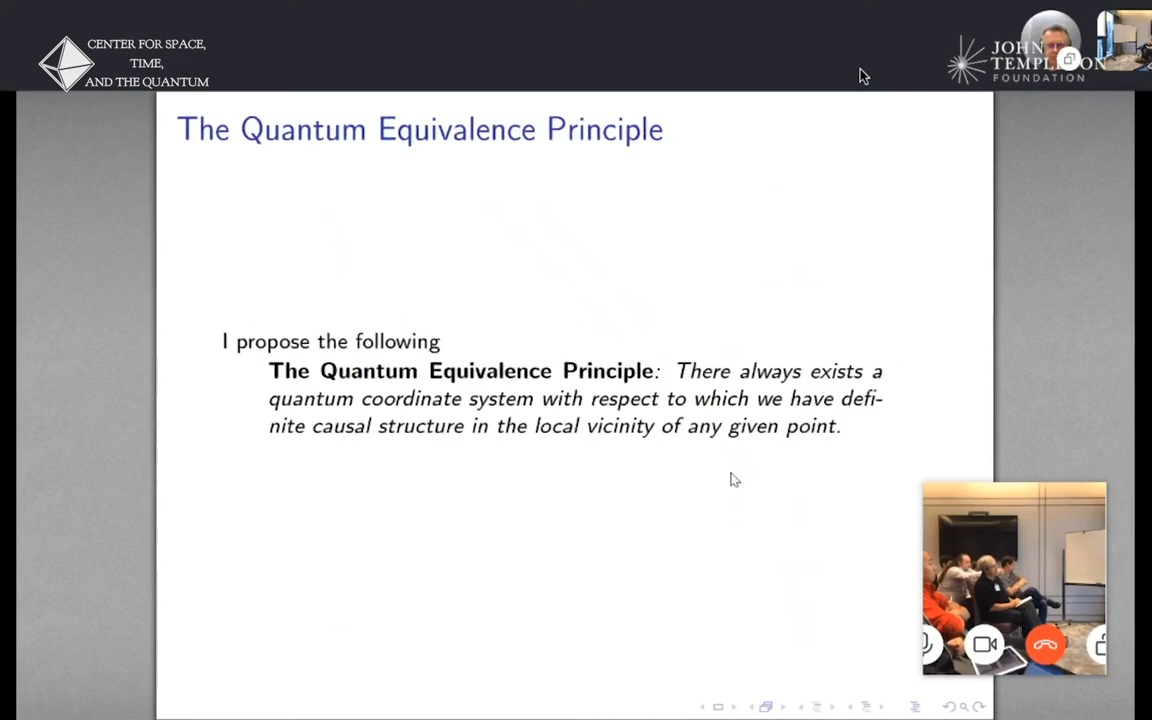 CENTER FOR SPACE,
TIME,
AND THE QUANTUM
JOHN
TEMPLETON
FOUNDATION
The Quantum Equivalence Principle
I propose the following
The Quantum Equivalence Principle: There always exists a
quantum coordinate system with respect to which we have defi-
nite causal structure in the local vicinity of any given point.